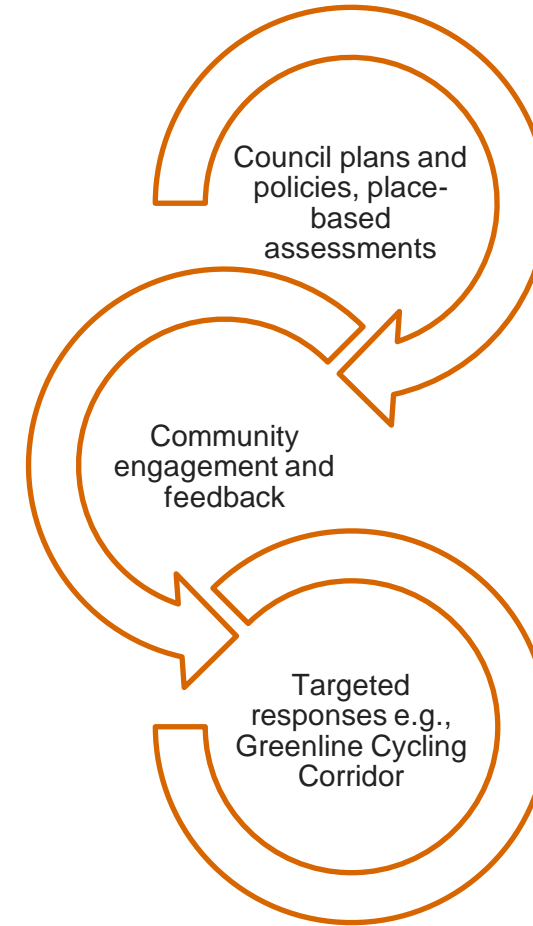 Council plans and
policies, place-
based
assessments
Community
engagement and
feedback
Targeted
responses e.g.,
Greenline Cycling
Corridor